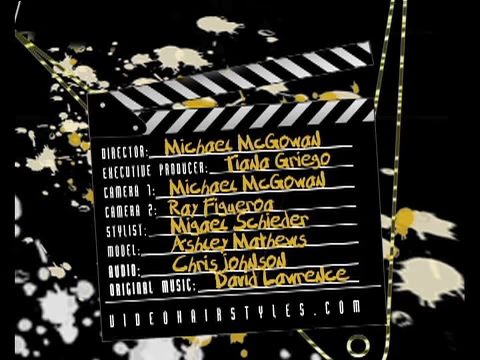 DIRECTOR: Michael McGowan
EXECUTIVE PRODUCER: Tiana Griego
CAMERA 1: Michael McGowan
CAMERA 2: Ray Figueroa
STYLIST: Migael Schieder
MODEL: Ashley Mathews
AUDIO: Chris Johnson
ORIGINAL MUSIC: David Lawrence
VIDEOHAIRSTYLES.COM